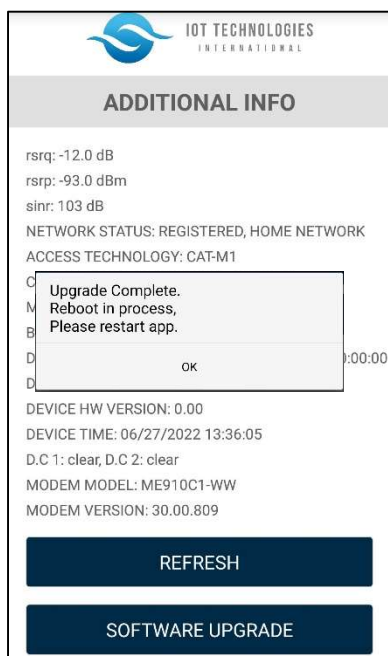 IOT TECHNOLOGIES
INTERNATIONAL
ADDITIONAL INFO
rsrq: -12.0 dB
rsrp: -93.0 dBm
sinr: 103 dB
NETWORK STATUS: REGISTERED, HOME NETWORK
ACCESS TECHNOLOGY: CAT-M1
C
M
B
D
0:00:00
D
Upgrade Complete.
Reboot in process,
Please restart app.
OK
DEVICE HW VERSION: 0.00
DEVICE TIME: 06/27/2022 13:36:05
D.C 1: clear, D.C 2: clear
MODEM MODEL: ME910C1-WW
MODEM VERSION: 30.00.809
REFRESH
SOFTWARE UPGRADE